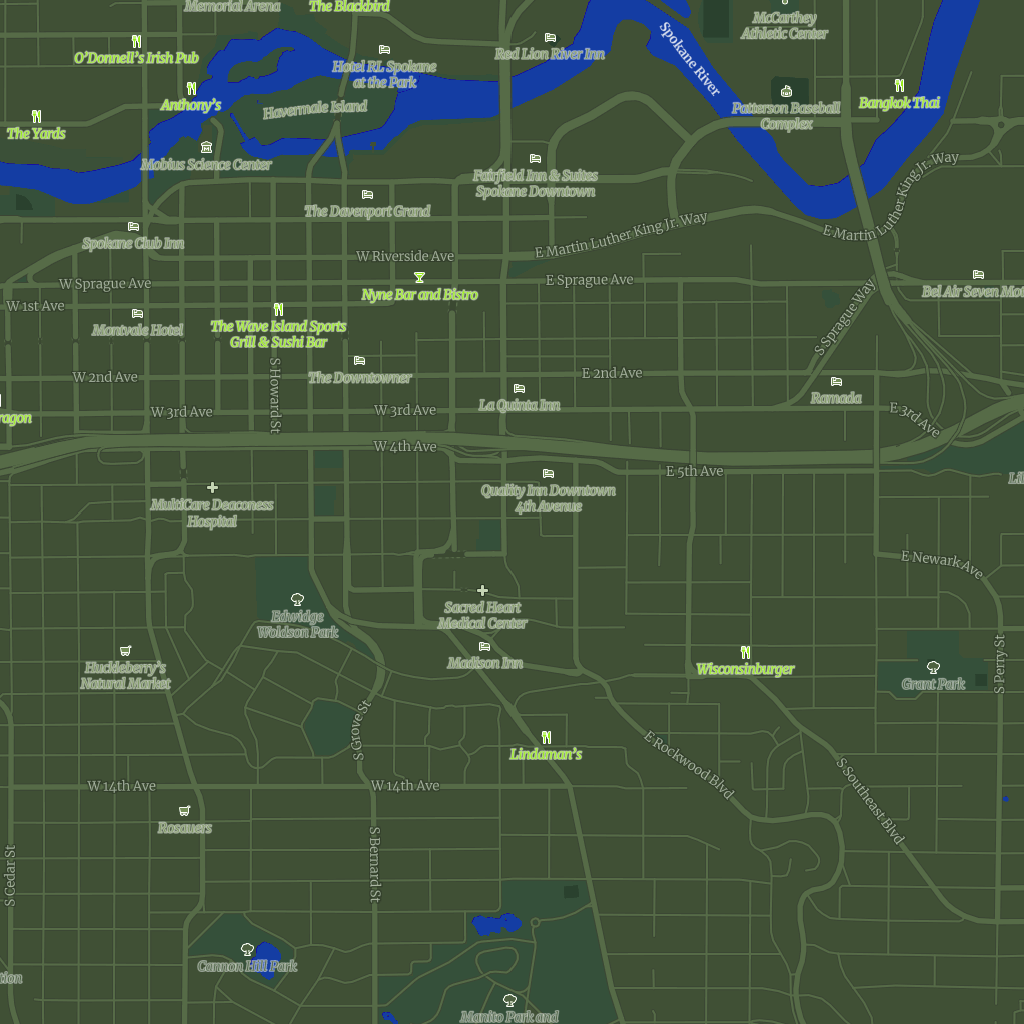 Memorial Arena
The Blackbird
McCarthey
Athletic Center
O'Donnell's Irish Pub
Red Lion River Inn
Hotel RL Spokane
at the Park
Spokane River
Anthony's
Havermale Island
Patterson Baseball
Complex
Bangkok Thai
The Yards
Mobius Science Center
Fairfield Inn & Suites
Spokane Downtown
E Martin Luther King Jr. Way
The Davenport Grand
E Martin Luther King Jr. Way
Spokane Club Inn
W Riverside Ave
W Sprague Ave
E Sprague Ave
Nyne Bar and Bistro
Bel Air Seven Mot
W 1st Ave
Montvale Hotel
The Wave Island Sports
Grill & Sushi Bar
S Sprague Way
S Howard St
W 2nd Ave
The Downtowner
E 2nd Ave
La Quinta Inn
Ramada
ragon
W 3rd Ave
W 3rd Ave
E 3rd Ave
W 4th Ave
E 5th Ave
Quality Inn Downtown
4th Avenue
MultiCare Deaconess
Hospital
E Newark Ave
Edwidge
Woldson Park
Sacred Heart
Medical Center
Madison Inn
Huckleberry's
Natural Market
Wisconsinburger
Grant Park
S Perry St
S Grove St
Lindaman's
E Rockwood Blvd
S Southeast Blvd
W 14th Ave
W 14th Ave
Rosauers
S Cedar St
S Bernard St
Cannon Hill Park
tion
Manito Park and